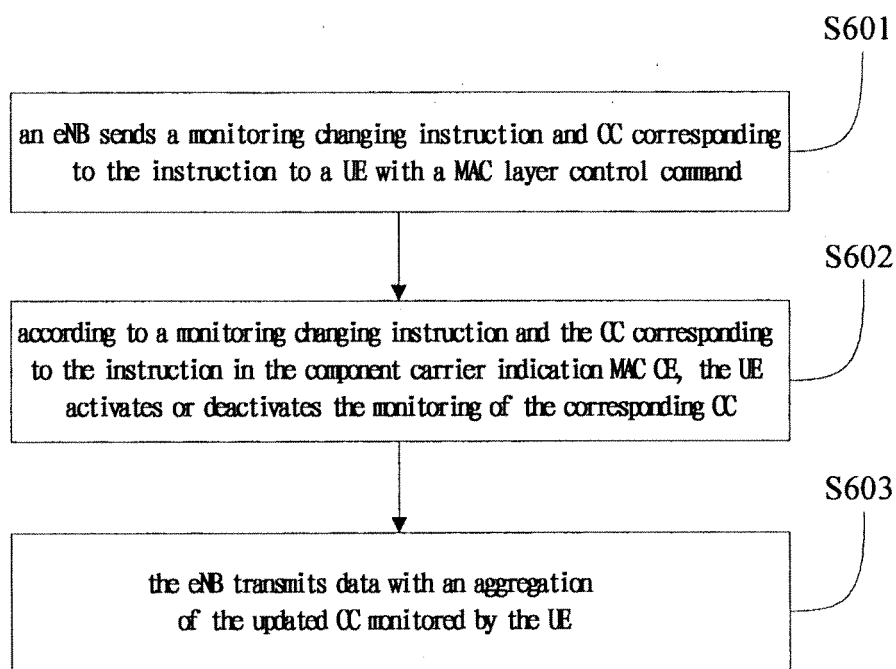 S601
an eNB sends a monitoring changing instruction and CC corresponding
to the instruction to a UE with a MAC layer control command
S602
according to a monitoring changing instruction and the CC corresponding
to the instruction in the component carrier indication MAC CE, the UE
activates or deactivates the monitoring of the corresponding CC
S603
the eNB transmits data with an aggregation
of the updated CC monitored by the UE